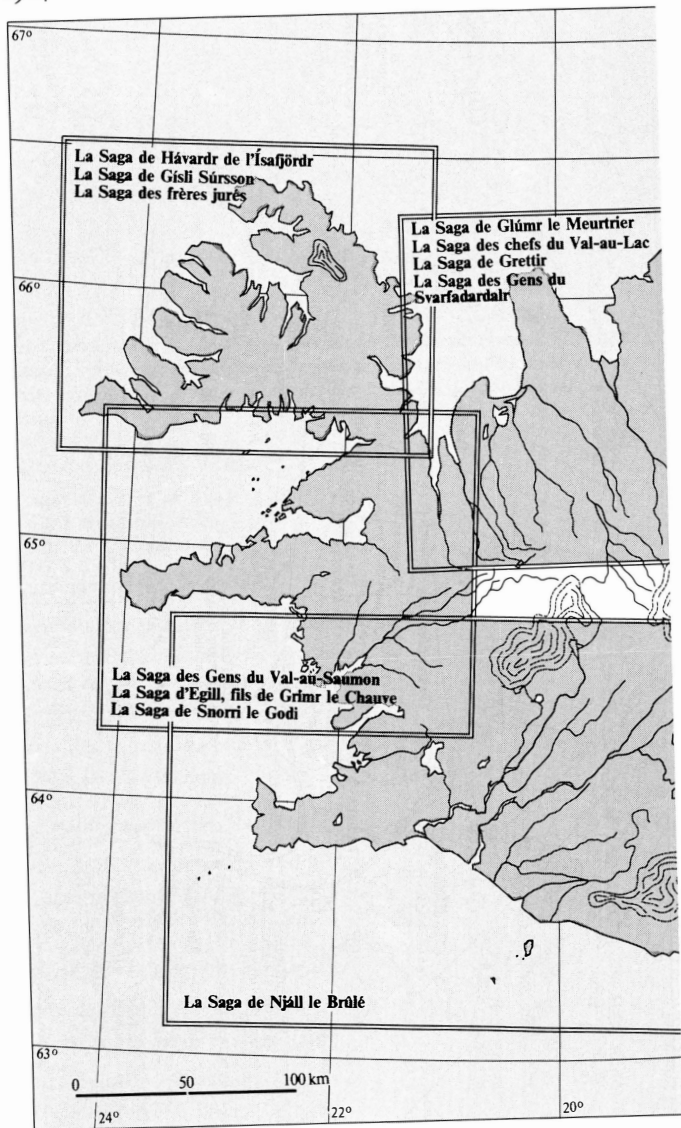 67°
La Saga de Hávardr de l'Ísafjördr
La Saga de Gísli Súrsson
La Saga des frères jurés
La Saga de Glúmr le Meurtrier
La Saga des chefs du Val-au-Lac
La Saga de Grettir
La Saga des Gens du
Svarfadardalr
66°
65°
La Saga des Gens du Val-au-Saumon
La Saga d'Egill, fils de Grímr le Chauve
La Saga de Snorri le Godi
64°
La Saga de Njáll le Brûlé
63°
0 50 100 km
24° 22° 20°